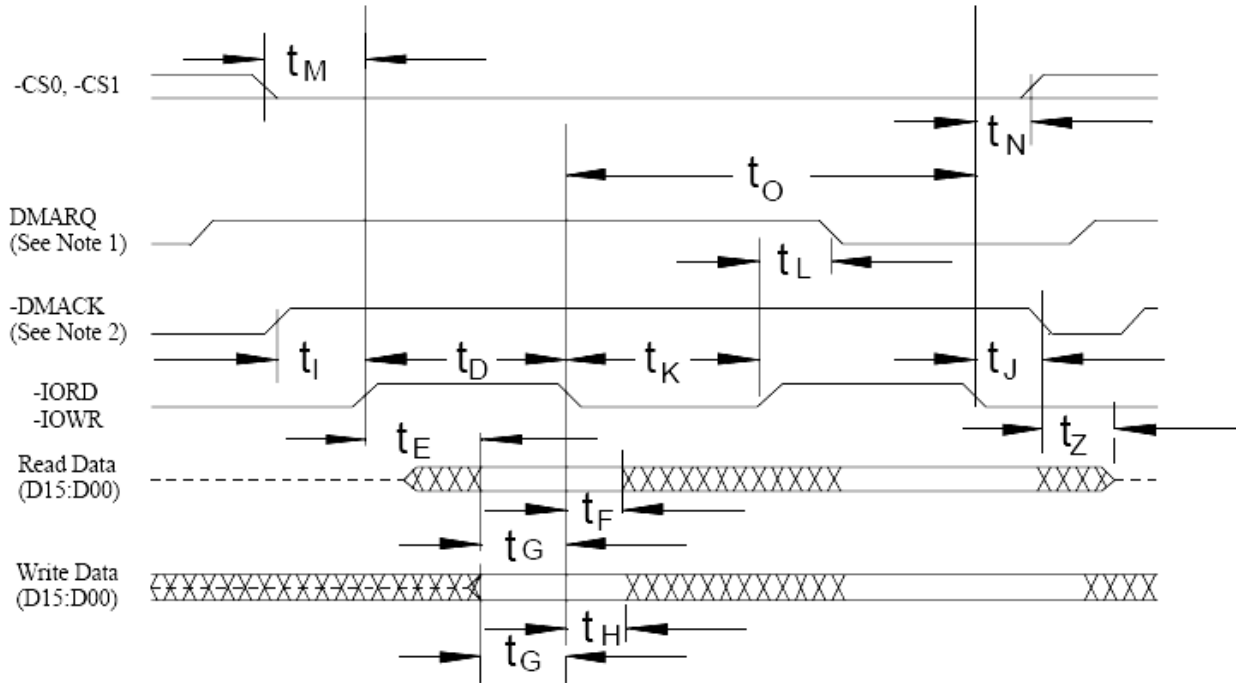 tM
-CS0, -CS1
tN
tO
DMARQ
(See Note 1)
tL
-DMACK
(See Note 2)
tI
tD
tK
tJ
-IORD
-IOWR
tE
tZ
Read Data
(D15:D00)
tF
tG
Write Data
(D15:D00)
tH
tG